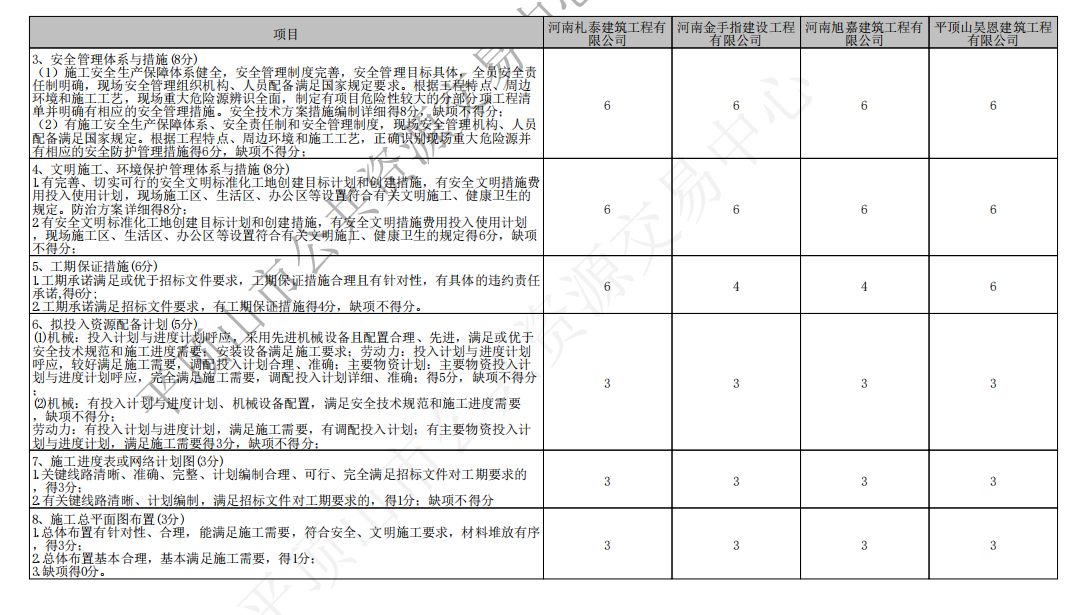 项目
河南札泰建筑工程有
限公司
河南金手指建设工程
有限公司
河南旭嘉建筑工程有
限公司
平顶山昊恩建筑工程
有限公司
3、安全管理体系与措施(8分)
（1）施工安全生产保障体系健全，安全管理制度完善，安全管理目标具体，全员安全责
任制明确，现场安全管理组织机构、人员配备满足国家规定要求。根据工程特点、周边
环境和施工工艺，现场重大危险源辨识全面，制定有项目危险性较大的分部分项工程清
单并明确有相应的安全管理措施。安全技术方案措施编制详细得8分，缺项不得分；
（2）有施工安全生产保障体系、安全责任制和安全管理制度，现场安全管理机构、人员
配备满足国家规定。根据工程特点、周边环境和施工工艺，正确识别现场重大危险源并
有相应的安全防护管理措施得6分，缺项不得分；
6
6
6
6
4、文明施工、环境保护管理体系与措施(8分)
1.有完善、切实可行的安全文明标准化工地创建目标计划和创建措施，有安全文明措施费
用投入使用计划，现场施工区、生活区、办公区等设置符合有关文明施工、健康卫生的
规定。防治方案详细得8分；
2.有安全文明标准化工地创建目标计划和创建措施，有安全文明措施费用投入使用计划
，现场施工区、生活区、办公区等设置符合有关文明施工、健康卫生的规定得6分，缺项
不得分；
6
6
6
6
5、工期保证措施(6分)
1.工期承诺满足或优于招标文件要求，工期保证措施合理且有针对性，有具体的违约责任
承诺,得6分；
2.工期承诺满足招标文件要求，有工期保证措施得4分，缺项不得分。
6
4
4
6
6、拟投入资源配备计划(5分)
(1)机械：投入计划与进度计划呼应，采用先进机械设备且配置合理、先进，满足或优于
安全技术规范和施工进度需要；安装设备满足施工要求；劳动力：投入计划与进度计划
呼应，较好满足施工需要，调配投入计划合理、准确；主要物资计划：主要物资投入计
划与进度计划呼应，完全满足施工需要，调配投入计划详细、准确；得5分，缺项不得分
；
(2)机械：有投入计划与进度计划、机械设备配置，满足安全技术规范和施工进度需要
，缺项不得分；
劳动力：有投入计划与进度计划，满足施工需要，有调配投入计划；有主要物资投入计
划与进度计划，满足施工需要得3分，缺项不得分；
3
3
3
3
7、施工进度表或网络计划图(3分)
1.关键线路清晰、准确、完整、计划编制合理、可行、完全满足招标文件对工期要求的
，得3分；
2.有关键线路清晰、计划编制，满足招标文件对工期要求的，得1分；缺项不得分
3
3
3
3
8、施工总平面图布置(3分)
1.总体布置有针对性、合理，能满足施工需要，符合安全、文明施工要求，材料堆放有序
，得3分；
2.总体布置基本合理，基本满足施工需要，得1分；
3.缺项得0分。
3
3
3
3
平顶山市公共资源交易中心
平顶山市公共资源交易中心